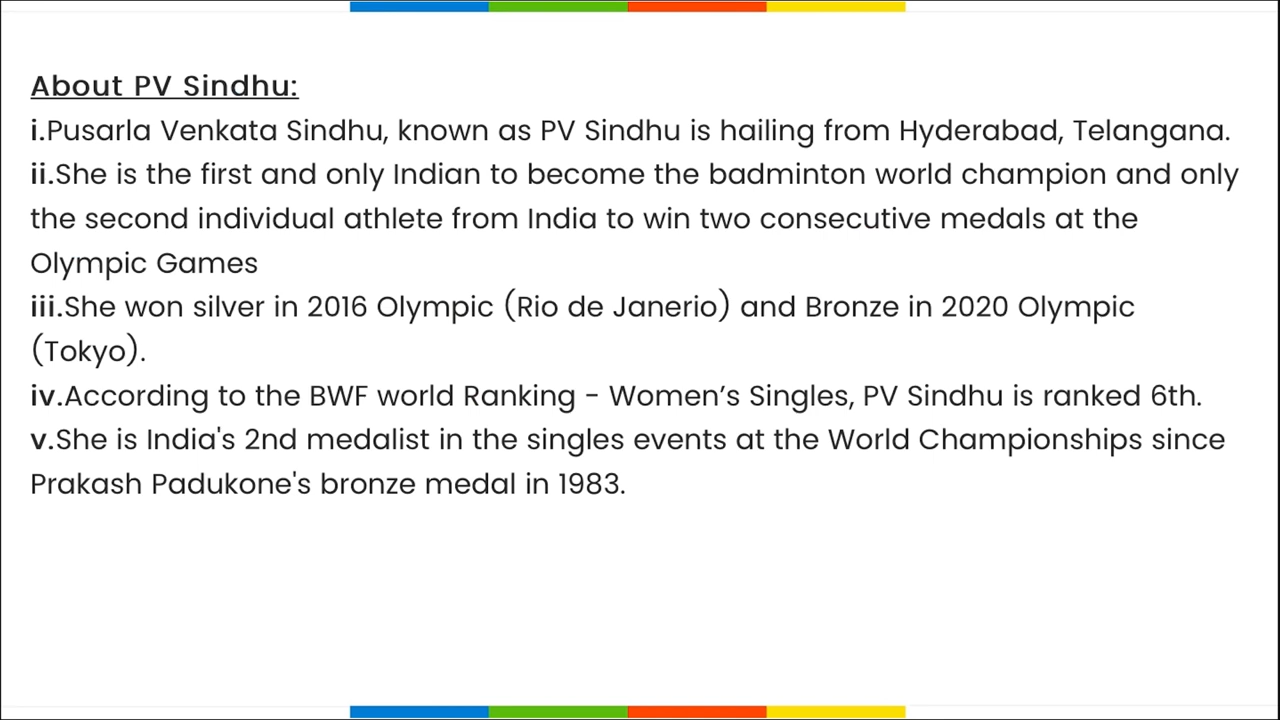 About PV Sindhu:
i.Pusarla Venkata Sindhu, known as PV Sindhu is hailing from Hyderabad, Telangana.
ii.She is the first and only Indian to become the badminton world champion and only
the second individual athlete from India to win two consecutive medals at the
Olympic Games
iii.She won silver in 2016 Olympic (Rio de Janerio) and Bronze in 2020 Olympic
(Tokyo).
iv.According to the BWF world Ranking - Women’s Singles, PV Sindhu is ranked 6th.
v.She is India's 2nd medalist in the singles events at the World Championships since
Prakash Padukone's bronze medal in 1983.